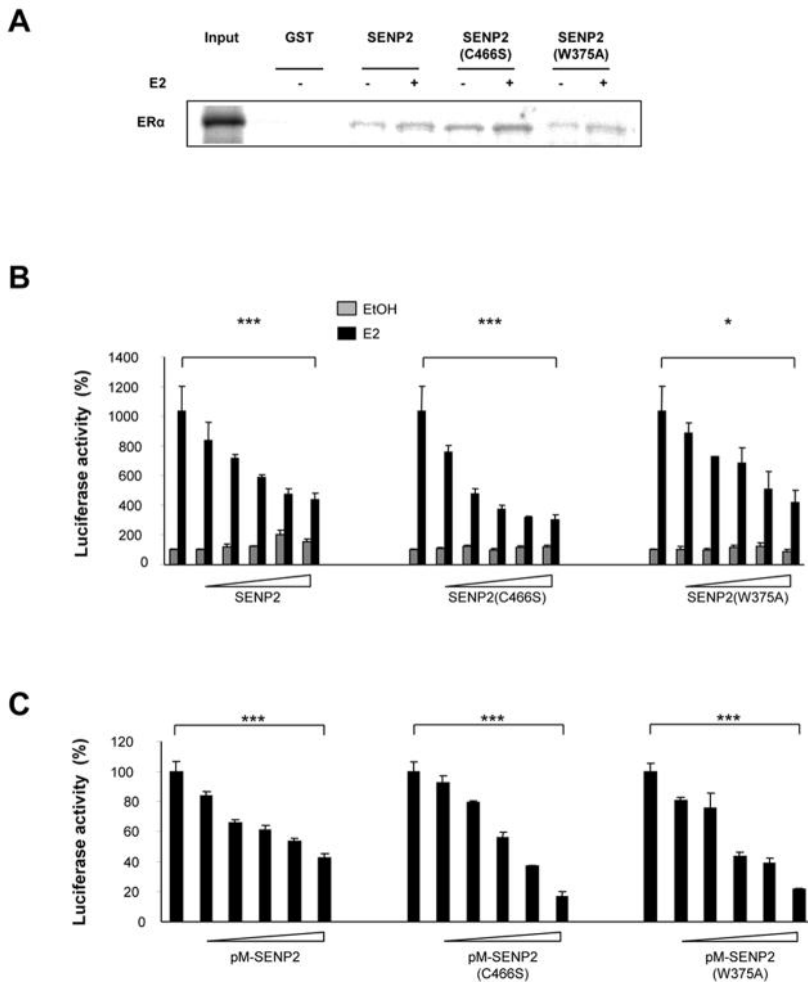 A
Input GST SENP2 SENP2 SENP2
(C466S) (W375A)
E2 - - + - + - +
ERα
B
EtOH
E2
*** *** *
Luciferase activity (%)
1400
1200
1000
800
600
400
200
0
SENP2 SENP2(C466S) SENP2(W375A)
C
*** *** ***
Luciferase activity (%)
120
100
80
60
40
20
0
pM-SENP2 pM-SENP2 pM-SENP2
(C466S) (W375A)